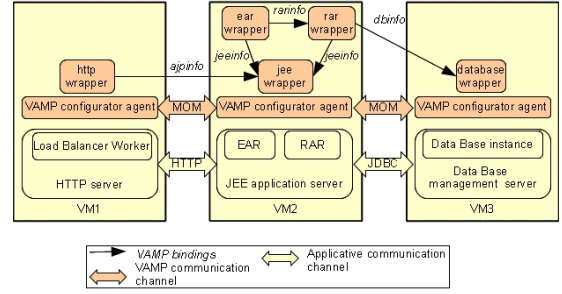 ear
wrapper
rarinfo
rar
wrapper
dbinfo
jeeinfo
jeeinfo
http
wrapper
ajpinfo
jee
wrapper
database
wrapper
VAMP configurator agent
MOM
VAMP configurator agent
MOM
VAMP configurator agent
Load Balancer Worker
HTTP server
HTTP
EAR
RAR
JEE application server
JDBC
Data Base instance
Data Base
management server
VM1
VM2
VM3
VAMP bindings
VAMP communication
channel
Applicative communication
channel